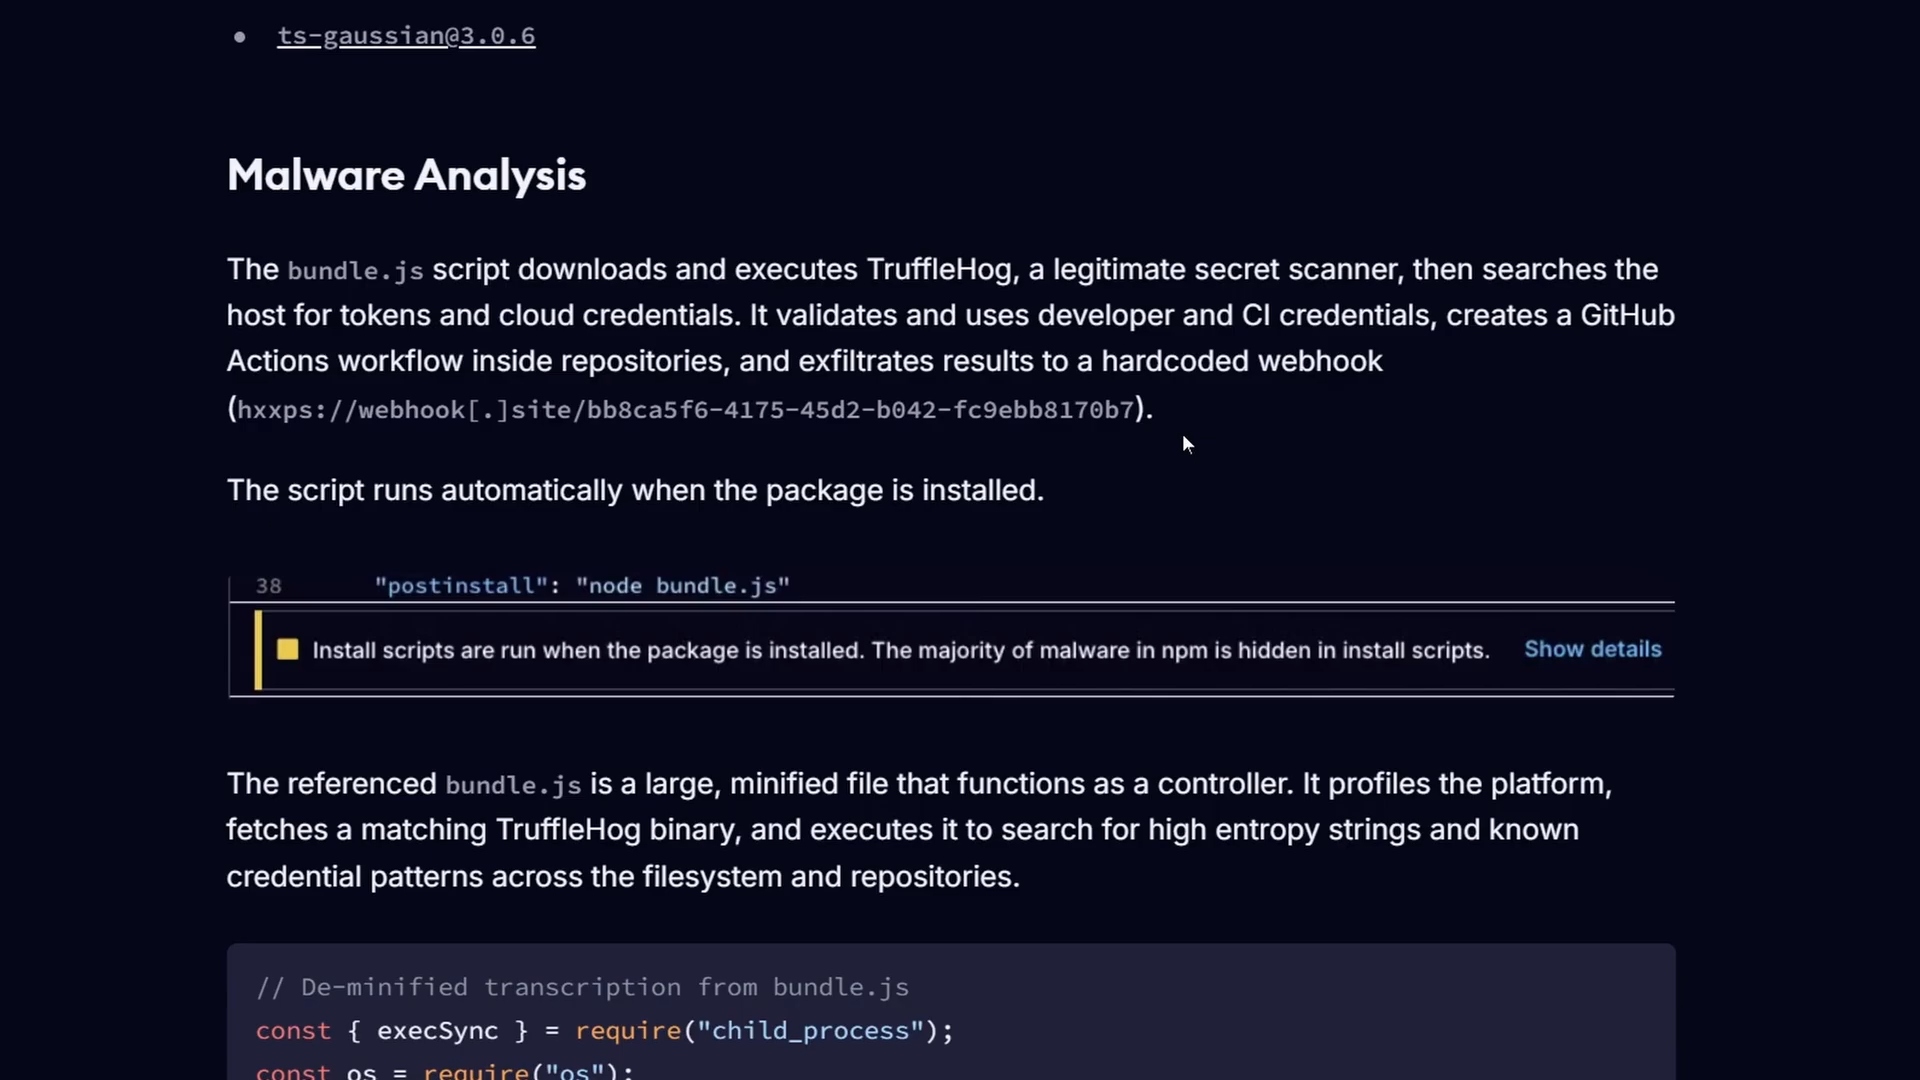 ts-gaussian@3.0.6
Malware Analysis
The bundle.js script downloads and executes TruffleHog, a legitimate secret scanner, then searches the
host for tokens and cloud credentials. It validates and uses developer and CI credentials, creates a GitHub
Actions workflow inside repositories, and exfiltrates results to a hardcoded webhook
(hxxps://webhook[.]site/bb8ca5f6-4175-45d2-b042-fc9ebb8170b7).
The script runs automatically when the package is installed.
38 "postinstall": "node bundle.js"
Install scripts are run when the package is installed. The majority of malware in npm is hidden in install scripts. Show details
The referenced bundle.js is a large, minified file that functions as a controller. It profiles the platform,
fetches a matching TruffleHog binary, and executes it to search for high entropy strings and known
credential patterns across the filesystem and repositories.
// De-minified transcription from bundle.js
const { execSync } = require("child_process");
const os = require("os");